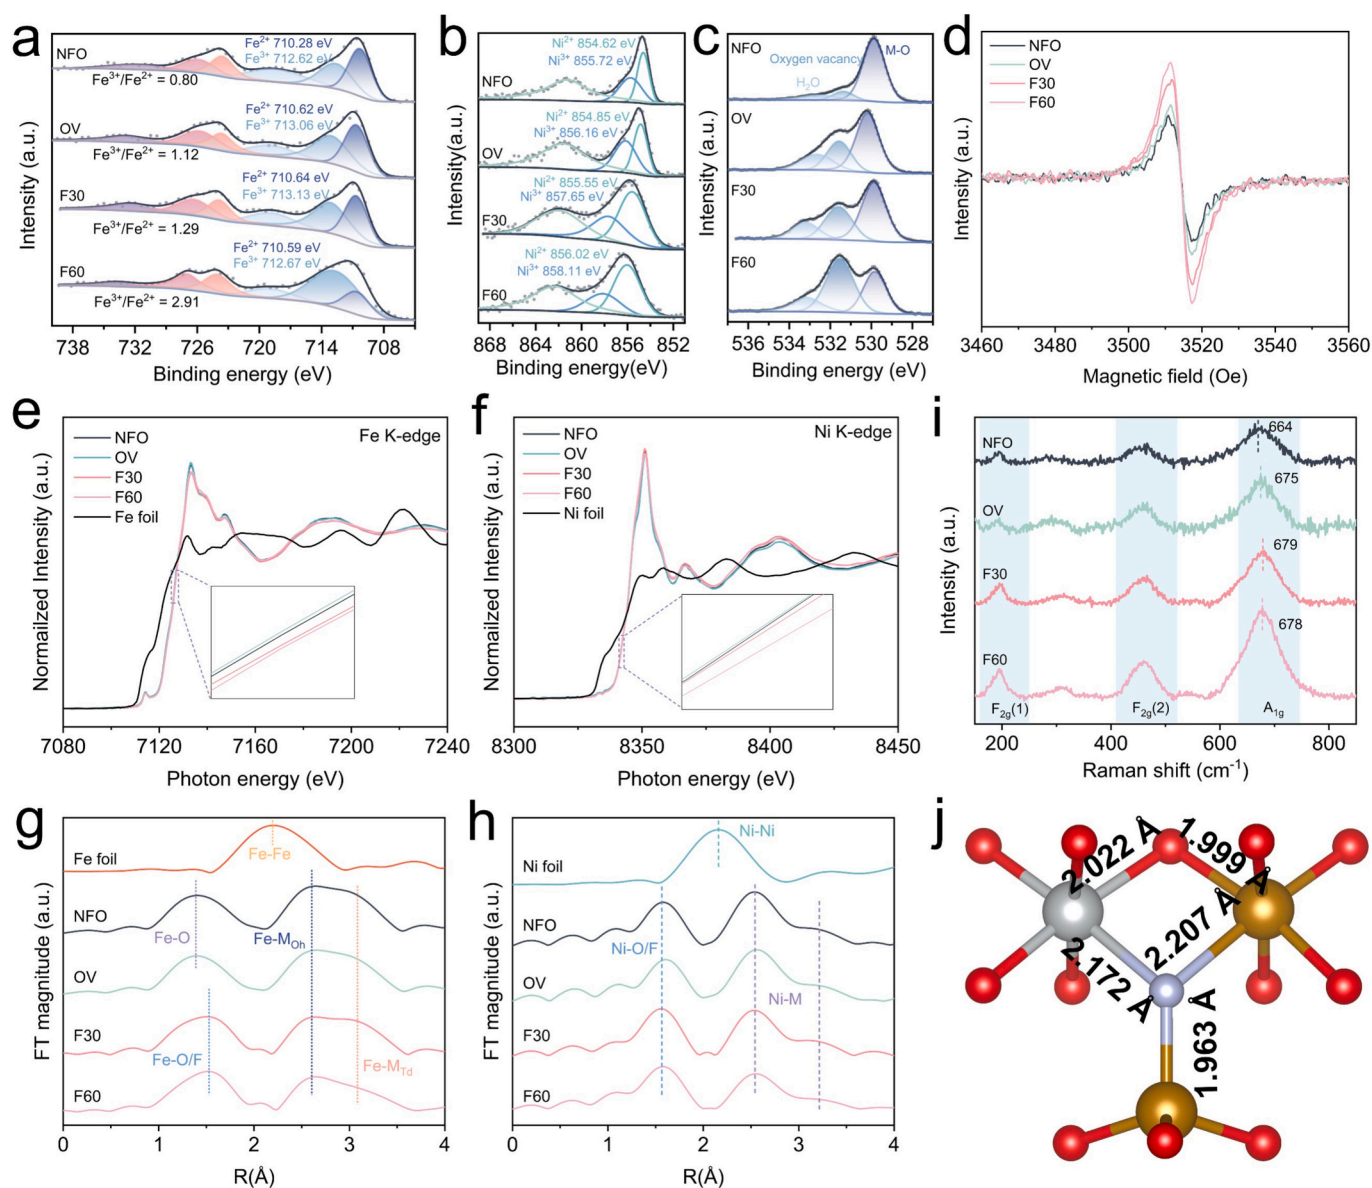 a
NFO
Fe2+ 710.28 eV
Fe3+ 712.62 eV
Fe3+/Fe2+ = 0.80
OV
Fe2+ 710.62 eV
Fe3+ 713.06 eV
Fe3+/Fe2+ = 1.12
F30
Fe2+ 710.64 eV
Fe3+ 713.13 eV
Fe3+/Fe2+ = 1.29
F60
Fe2+ 710.59 eV
Fe3+ 712.67 eV
Fe3+/Fe2+ = 2.91
Intensity (a.u.)
738 732 726 720 714 708
Binding energy (eV)
b
NFO
Ni2+ 854.62 eV
Ni3+ 855.72 eV
OV
Ni2+ 854.85 eV
Ni3+ 856.16 eV
F30
Ni2+ 855.55 eV
Ni3+ 857.65 eV
F60
Ni2+ 856.02 eV
Ni3+ 858.11 eV
Intensity(a.u.)
868 864 860 856 852
Binding energy(eV)
c
NFO
Oxygen vacancy
M-O
H2O
OV
F30
F60
Intensity (a.u.)
536 534 532 530 528
Binding energy (eV)
d
NFO
OV
F30
F60
Intensity (a.u.)
3460 3480 3500 3520 3540 3560
Magnetic field (Oe)
e
NFO
OV
F30
F60
Fe foil
Fe K-edge
Normailzed Intensity (a.u.)
7080 7120 7160 7200 7240
Photon energy (eV)
f
NFO
OV
F30
F60
Ni foil
Ni K-edge
Normalized Intensity (a.u.)
8300 8350 8400 8450
Photon energy (eV)
i
NFO
664
OV
675
F30
679
F60
678
F2g(1)
F2g(2)
A1g
Intensity (a.u.)
200 400 600 800
Raman shift (cm-1)
g
Fe foil
Fe-Fe
NFO
Fe-O
Fe-MOh
OV
F30
Fe-O/F
Fe-MTd
F60
FT magnitude (a.u.)
0 1 2 3 4
R(Å)
h
Ni foil
Ni-Ni
NFO
Ni-O/F
OV
Ni-M
F30
F60
FT magnitude (a.u.)
0 1 2 3 4
R(Å)
j
2.022 Å
1.999 Å
2.207 Å
2.172 Å
1.963 Å